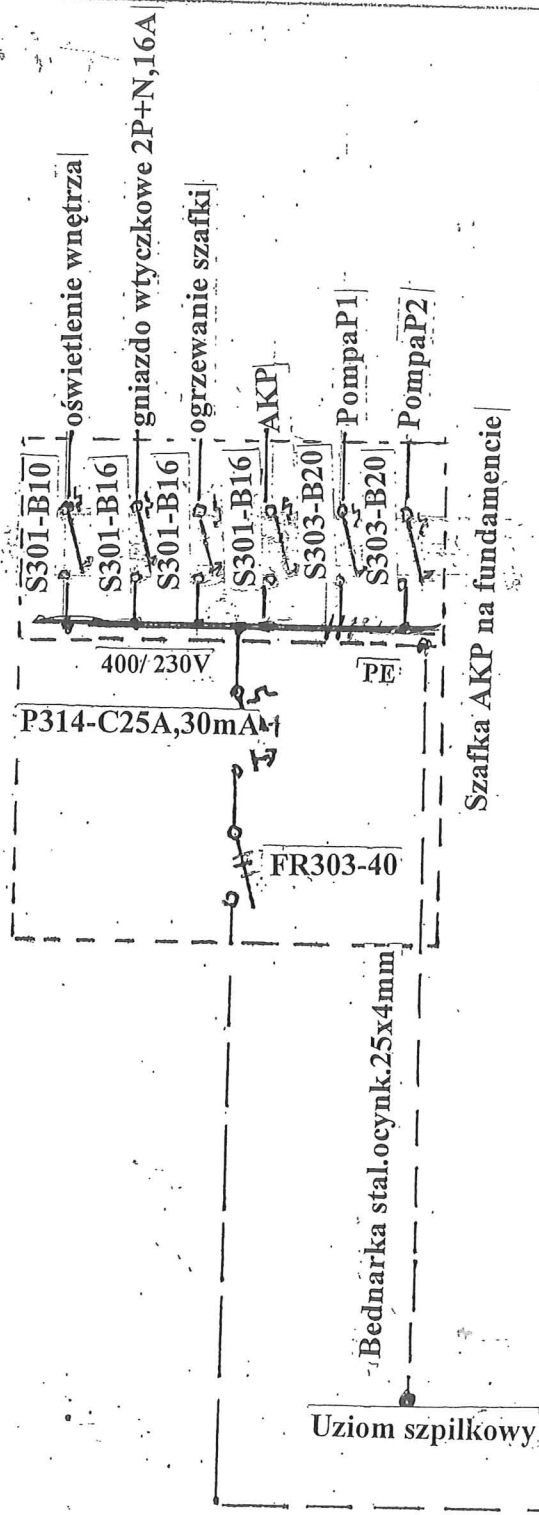 oświetlenie wnętrza
gniazdo wtyczkowe 2P+N,16A
ogrzewanie szafki
AKP
PompaP1
PompaP2
S301-B10
S301-B16
S301-B16
S301-B16
S303-B20
S303-B20
400/ 230V
PE
P314-C25A,30mA
FR303-40
Szafka AKP na fundamencie
Bednarka stal.ocynk.25x4mm
Uziom szpilkowy